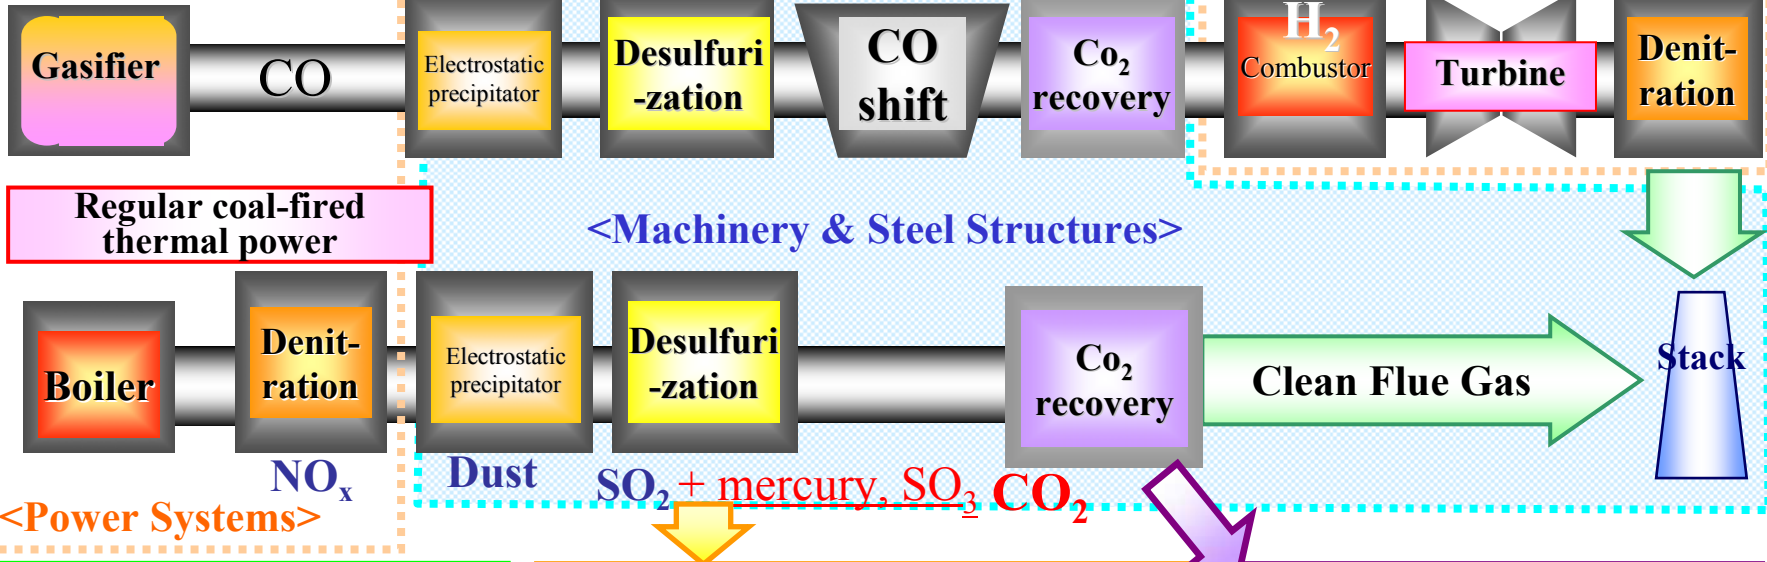 Gasifier
CO
Electrostatic
precipitator
Desulfuri
-zation
CO
shift
Co2
recovery
H2
Combustor
Turbine
Denit-
ration
Regular coal-fired
thermal power
<Machinery & Steel Structures>
Boiler
Denit-
ration
Electrostatic
precipitator
Desulfuri
-zation
Co2
recovery
Clean Flue Gas
Stack
NOx
Dust
SO2 + mercury, SO3 CO2
<Power Systems>